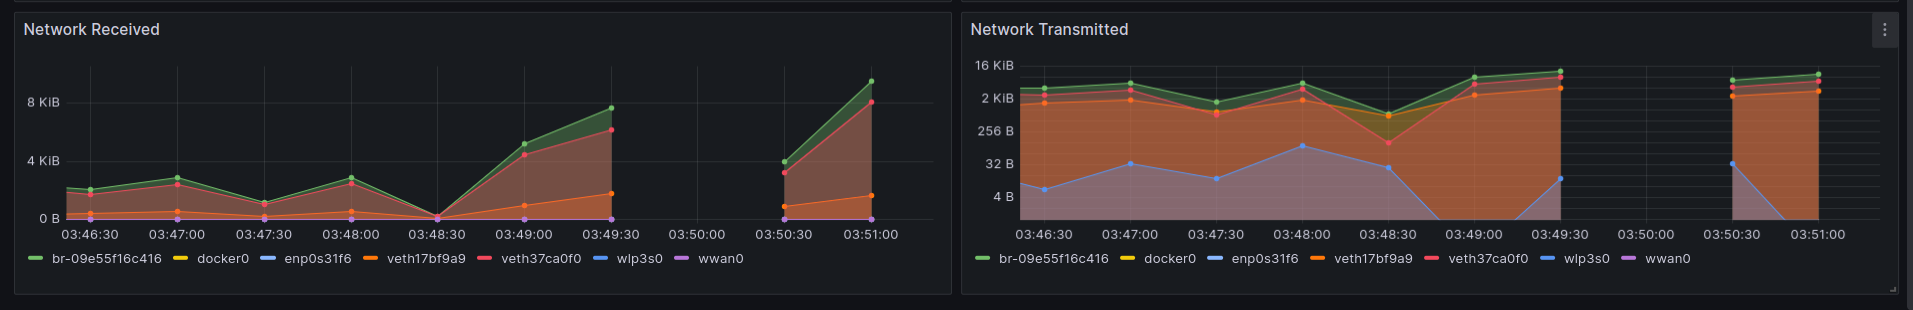 Network Received
8 KiB
4 KiB
0 B
03:46:30 03:47:00 03:47:30 03:48:00 03:48:30 03:49:00 03:49:30 03:50:00 03:50:30 03:51:00
br-09e55f16c416 docker0 enp0s31f6 veth17bf9a9 veth37ca0f0 wlp3s0 wwan0
Network Transmitted
16 KiB
2 KiB
256 B
32 B
4 B
03:46:30 03:47:00 03:47:30 03:48:00 03:48:30 03:49:00 03:49:30 03:50:00 03:50:30 03:51:00
br-09e55f16c416 docker0 enp0s31f6 veth17bf9a9 veth37ca0f0 wlp3s0 wwan0